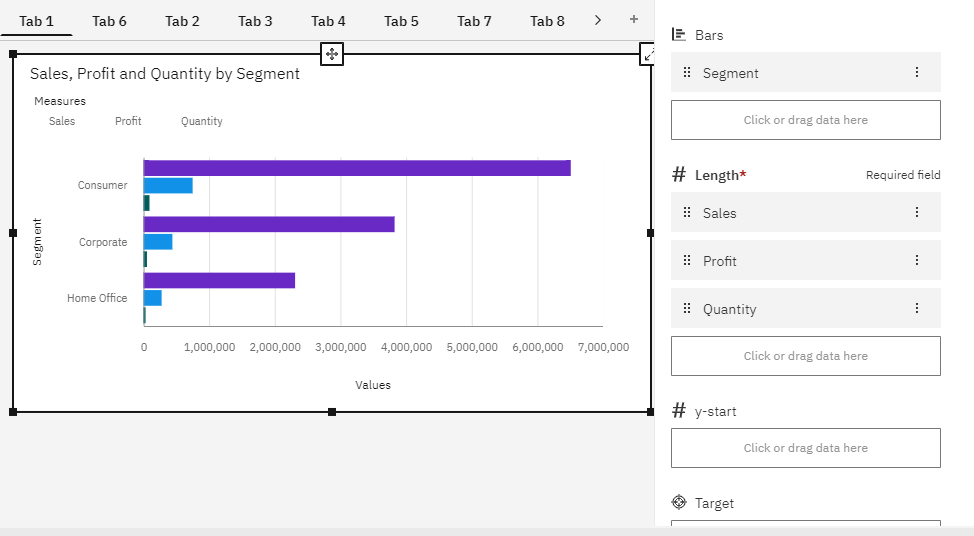 Tab 1 Tab 6 Tab 2 Tab 3 Tab 4 Tab 5 Tab 7 Tab 8
Sales, Profit and Quantity by Segment
Measures
Sales Profit Quantity
Segment
Consumer
Corporate
Home Office
0 1,000,000 2,000,000 3,000,000 4,000,000 5,000,000 6,000,000 7,000,000
Values
Bars
Segment
Click or drag data here
# Length* Required field
Sales
Profit
Quantity
Click or drag data here
# y-start
Click or drag data here
Target